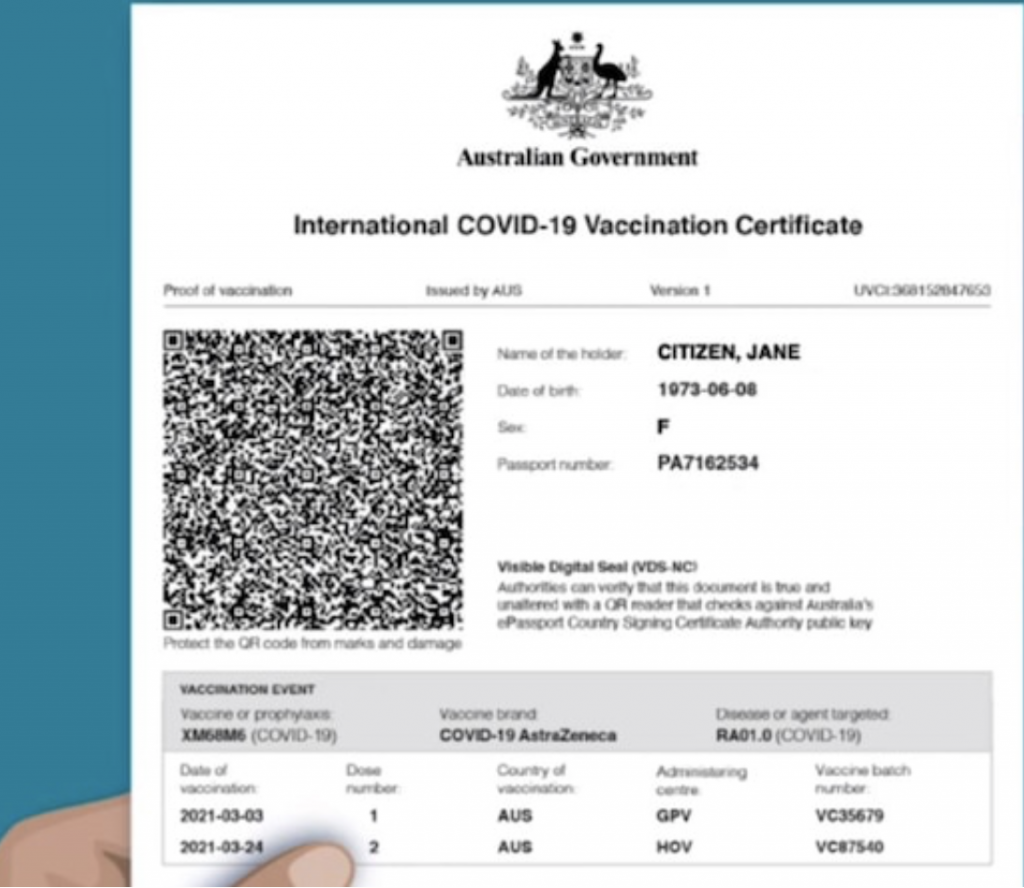 Australian Government
International COVID-19 Vaccination Certificate
Proof of vaccination Issued by AUS Version 1 UVCI:368152847653
Name of the holder: CITIZEN, JANE
Date of birth: 1973-06-08
Sex: F
Passport number: PA7162534
Visible Digital Seal (VDS-NC)
Authorities can verify that this document is true and
unaltered with a QR reader that checks against Australia's
ePassport Country Signing Certificate Authority public key
Protect the QR code from marks and damage
VACCINATION EVENT
Vaccine or prophylaxis: Vaccine brand: Disease or agent targeted:
XM68M6 (COVID-19) COVID-19 AstraZeneca RA01.0 (COVID-19)
Date of Dose Country of Administering Vaccine batch
vaccination: number: vaccination: centre: number:
2021-03-03 1 AUS GPV VC35679
2021-03-24 2 AUS HOV VC87540